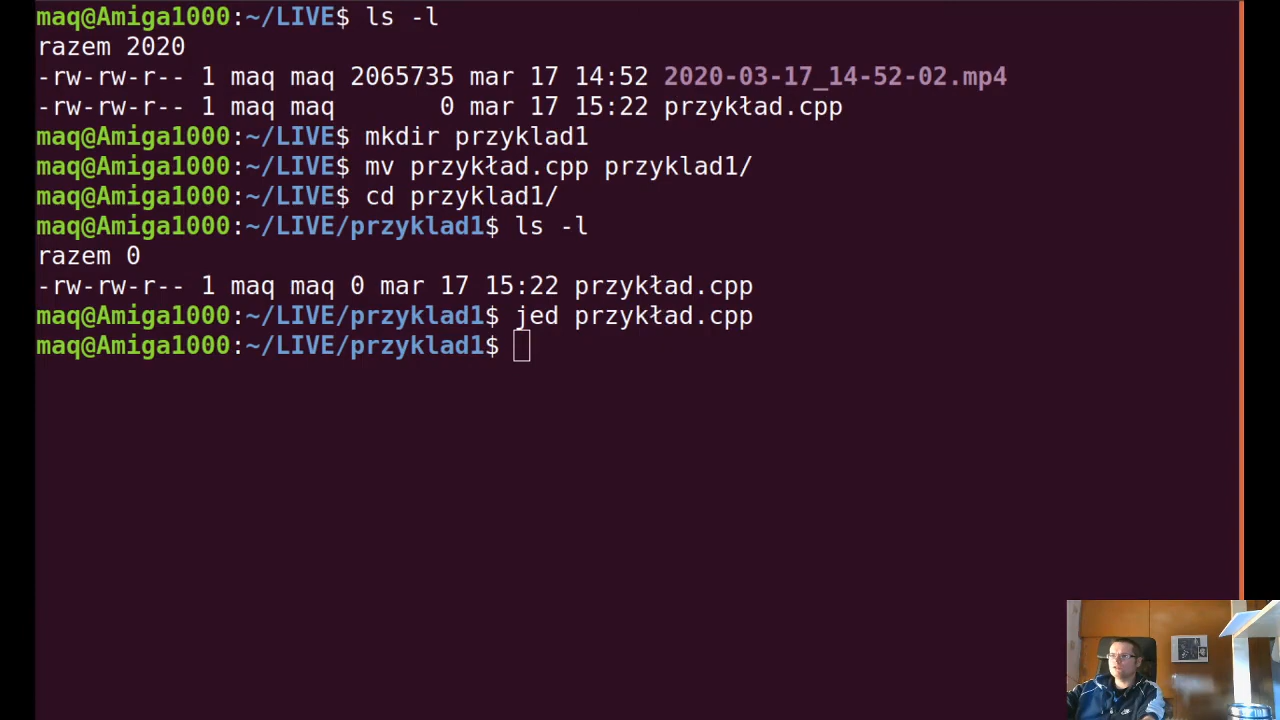 maq@Amiga1000:~/LIVE$ ls -l
razem 2020
-rw-rw-r-- 1 maq maq 2065735 mar 17 14:52 2020-03-17_14-52-02.mp4
-rw-rw-r-- 1 maq maq       0 mar 17 15:22 przykład.cpp
maq@Amiga1000:~/LIVE$ mkdir przyklad1
maq@Amiga1000:~/LIVE$ mv przykład.cpp przyklad1/
maq@Amiga1000:~/LIVE$ cd przyklad1/
maq@Amiga1000:~/LIVE/przyklad1$ ls -l
razem 0
-rw-rw-r-- 1 maq maq 0 mar 17 15:22 przykład.cpp
maq@Amiga1000:~/LIVE/przyklad1$ jed przykład.cpp
maq@Amiga1000:~/LIVE/przyklad1$